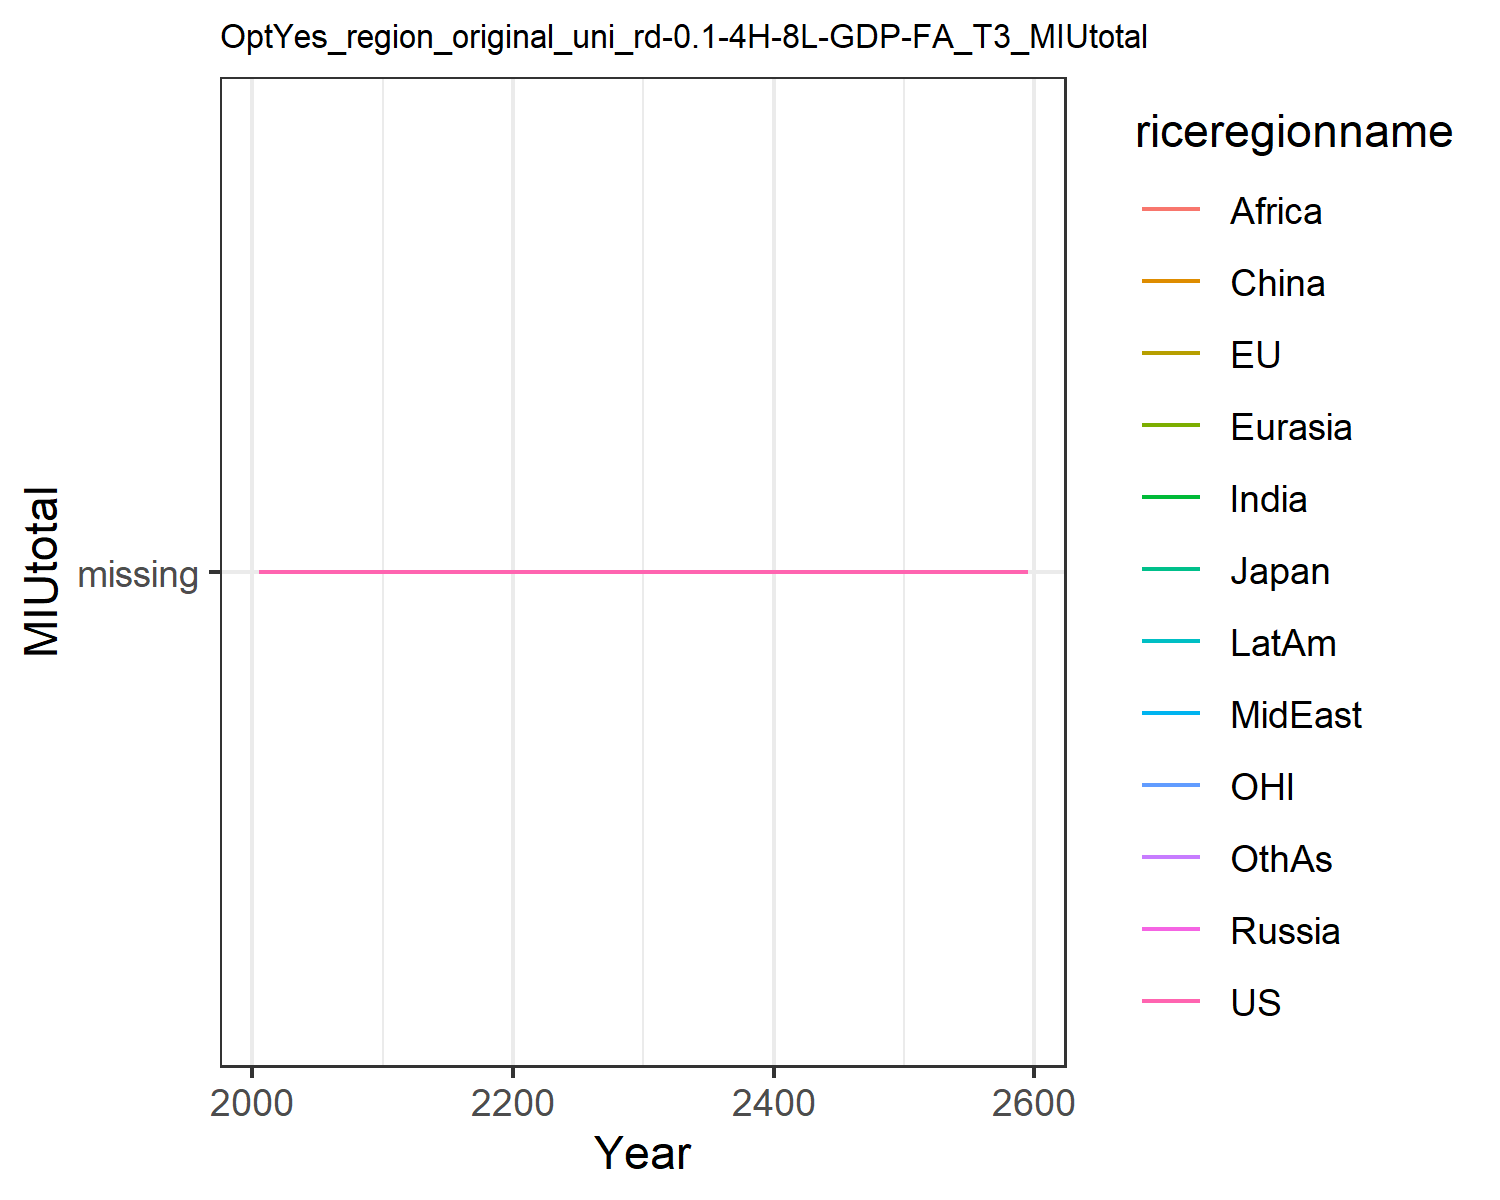 OptYes_region_original_uni_rd-0.1-4H-8L-GDP-FA_T3_MIUtotal
MIUtotal
missing
2000
2200
2400
2600
Year
riceregionname
Africa
China
EU
Eurasia
India
Japan
LatAm
MidEast
OHI
OthAs
Russia
US